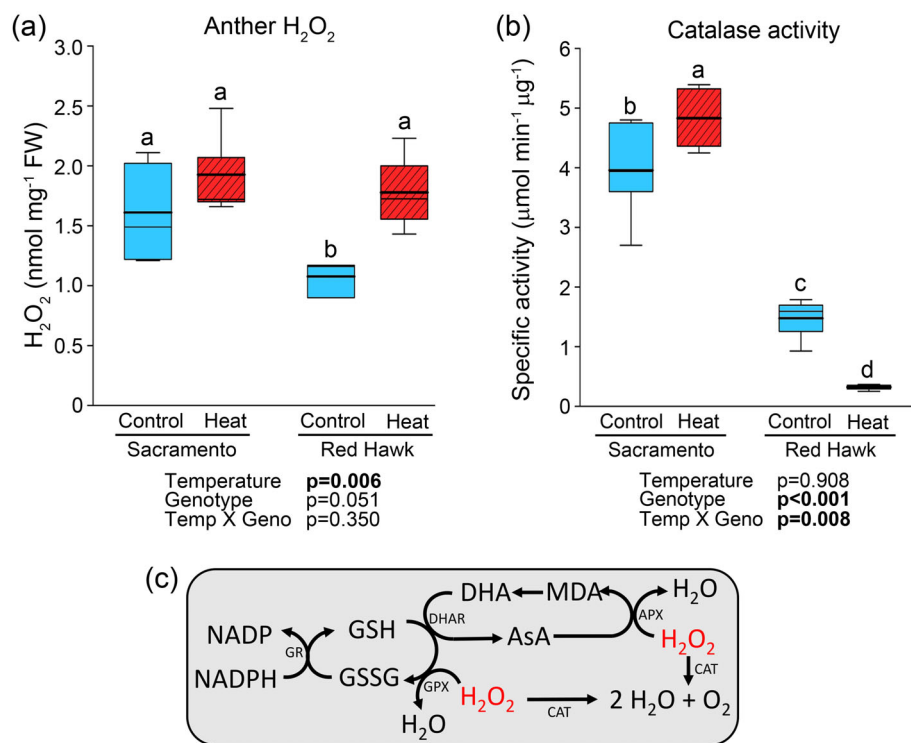 (a)
Anther H₂O₂
H₂O₂ (nmol mg⁻¹ FW)
3.0
2.5
2.0
1.5
1.0
0.5
0
a
a
b
a
Control Heat Control Heat
Sacramento Red Hawk
Temperature p=0.006
Genotype p=0.051
Temp X Geno p=0.350
(b)
Catalase activity
Specific activity (μmol min⁻¹ μg⁻¹)
6
5
4
3
2
1
0
b
a
c
d
Control Heat Control Heat
Sacramento Red Hawk
Temperature p=0.908
Genotype p<0.001
Temp X Geno p=0.008
(c)
DHA MDA H₂O
NADP GSH DHAR AsA APX H₂O₂
GR CAT
NADPH GSSG GPX H₂O₂ CAT 2 H₂O + O₂
H₂O